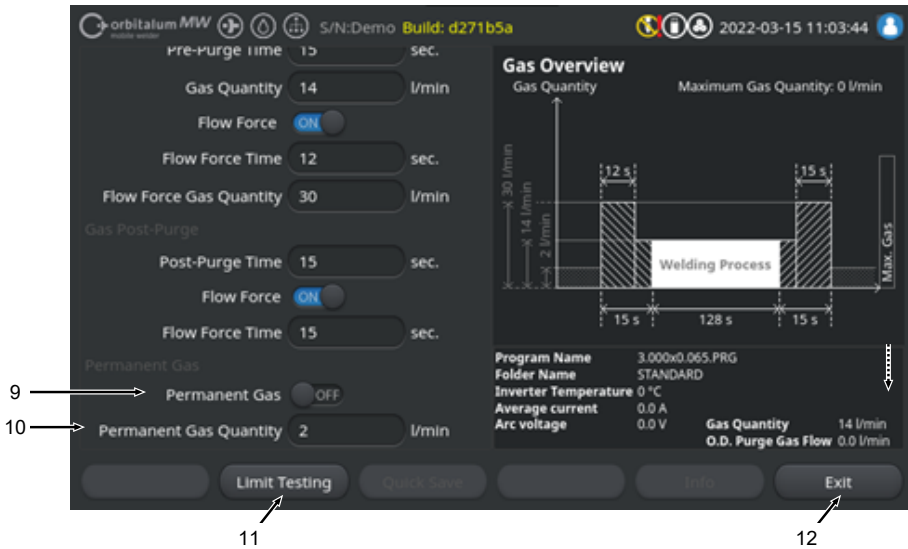 orbitalum MW S/N:Demo Build: d271b5a 2022-03-15 11:03:44
mobile welder
Pre-Purge Time 15 sec.
Gas Quantity 14 l/min
Flow Force ON
Flow Force Time 12 sec.
Flow Force Gas Quantity 30 l/min
Gas Post-Purge
Post-Purge Time 15 sec.
Flow Force ON
Flow Force Time 15 sec.
Permanent Gas
9 Permanent Gas OFF
10 Permanent Gas Quantity 2 l/min
Gas Overview
Gas Quantity Maximum Gas Quantity: 0 l/min
30 l/min
14 l/min
2 l/min
12 s 15 s
Welding Process
Max. Gas
15 s 128 s 15 s
Program Name 3.000x0.065.PRG
Folder Name STANDARD
Inverter Temperature 0 °C
Average current 0.0 A
Arc voltage 0.0 V Gas Quantity 14 l/min
O.D. Purge Gas Flow 0.0 l/min
Limit Testing Quick Save Info Exit
11 12